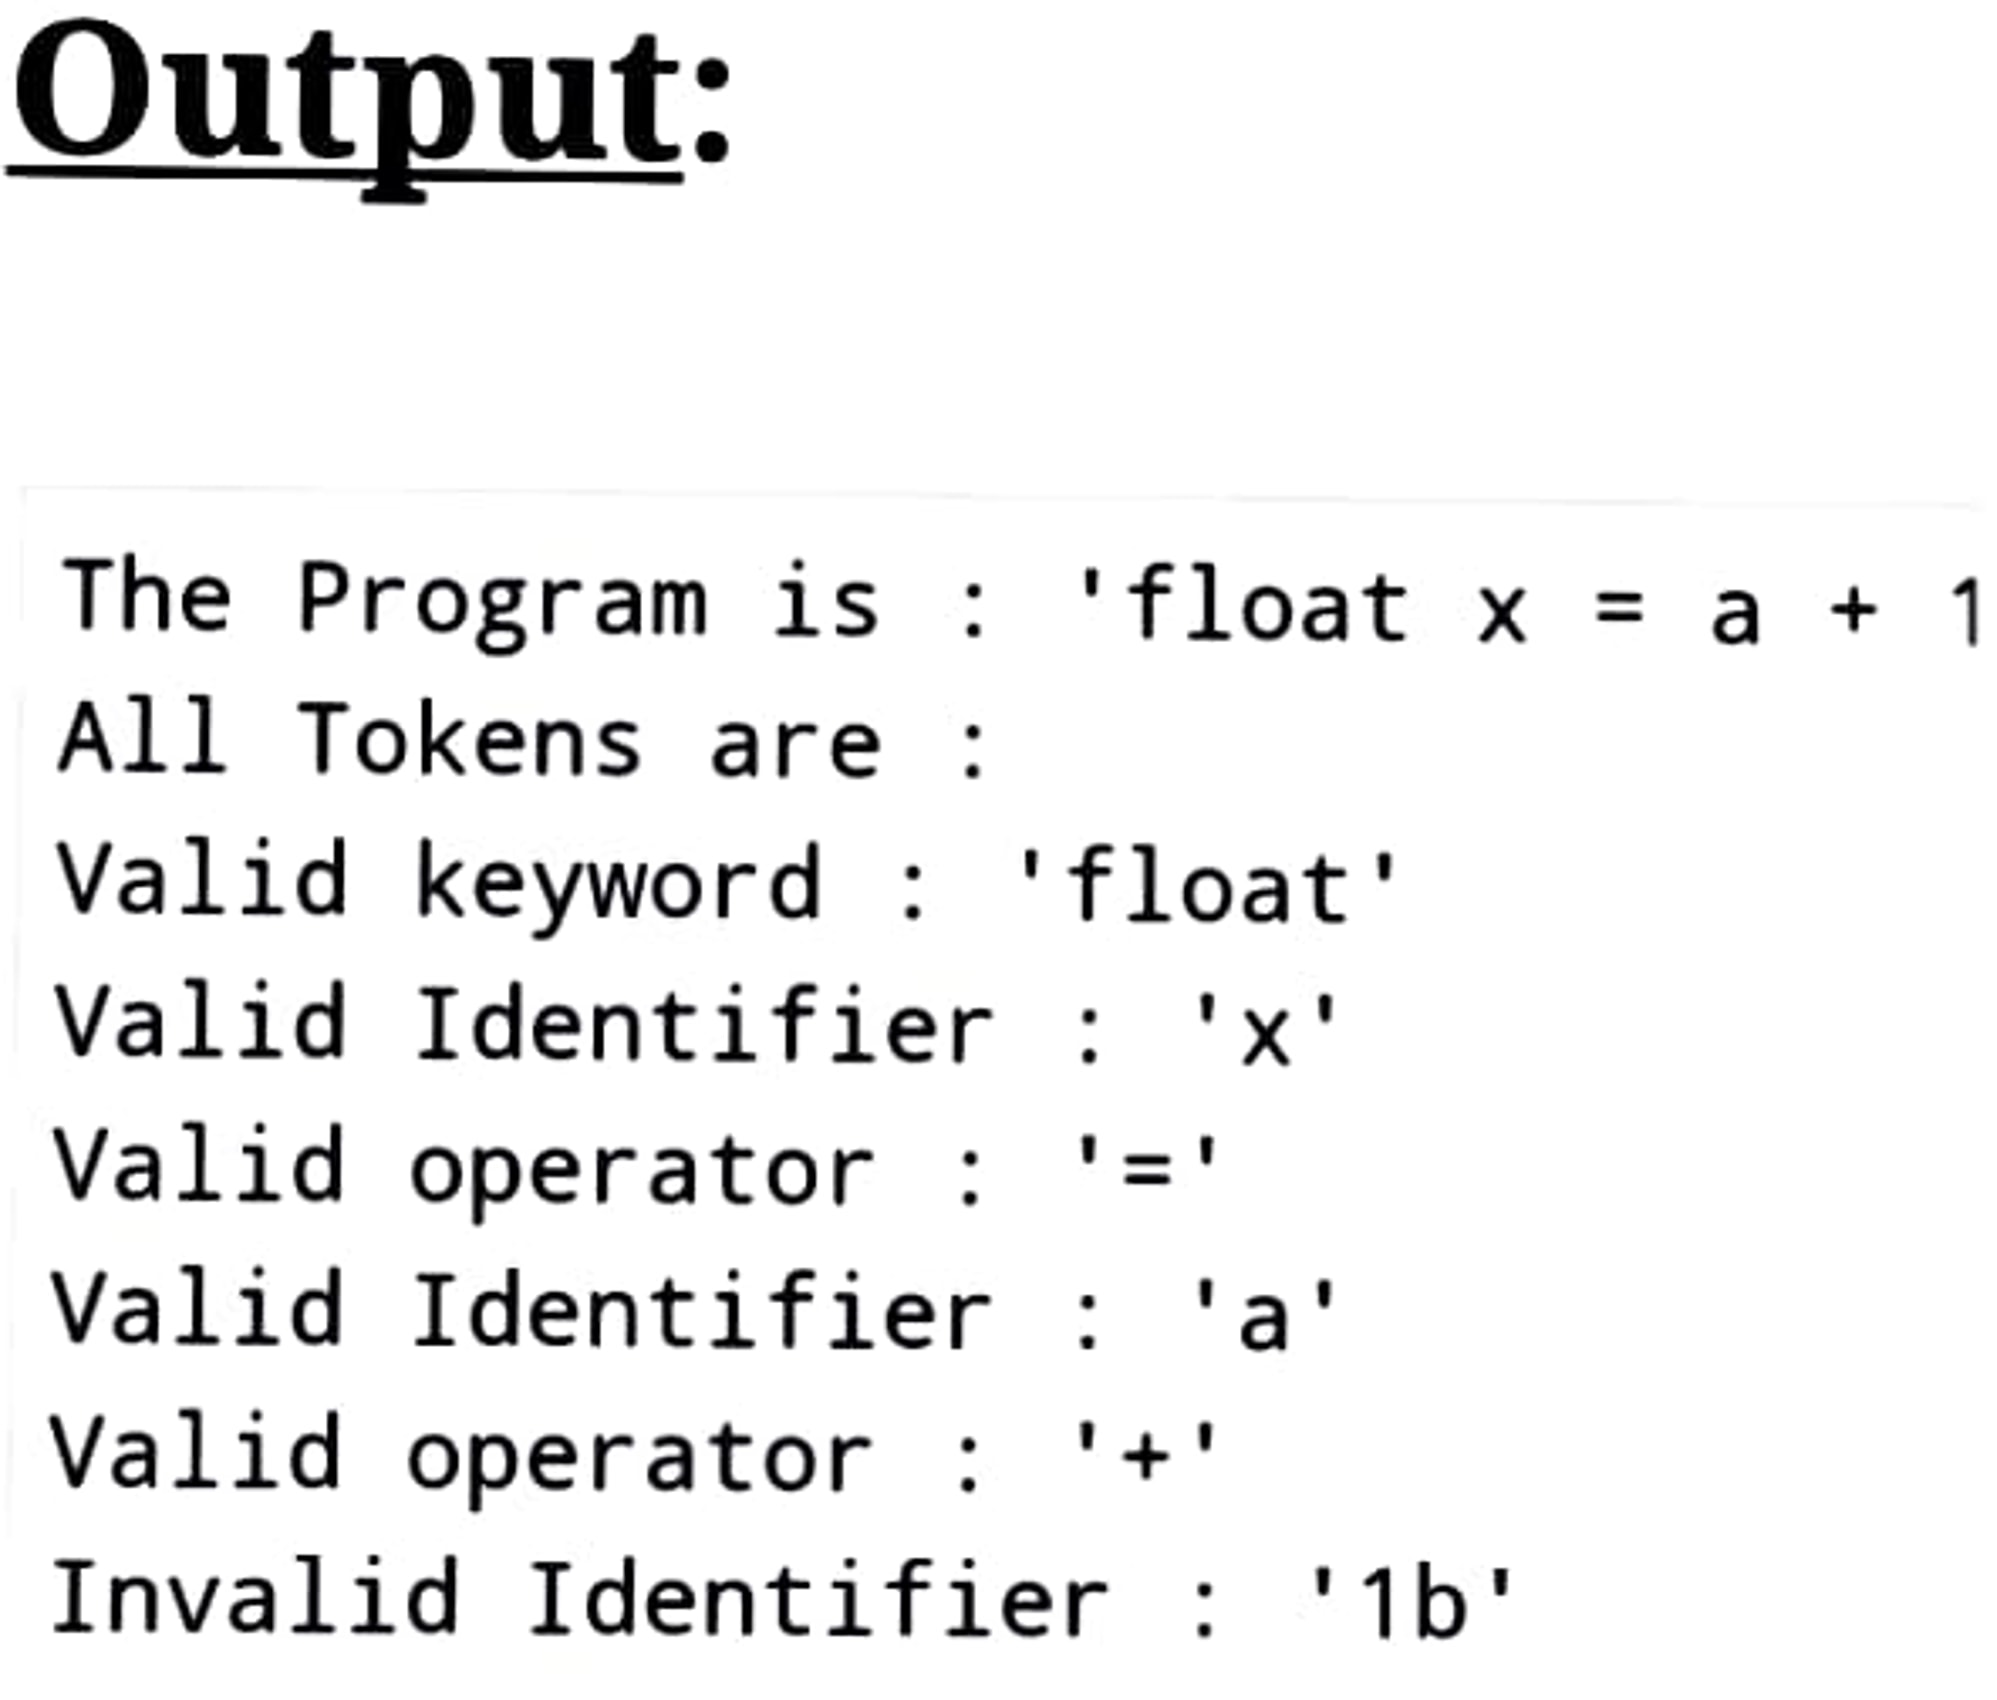 Output:
The Program is : 'float x = a + 1
All Tokens are :
Valid keyword : 'float'
Valid Identifier : 'x'
Valid operator : '='
Valid Identifier : 'a'
Valid operator : '+'
Invalid Identifier : '1b'